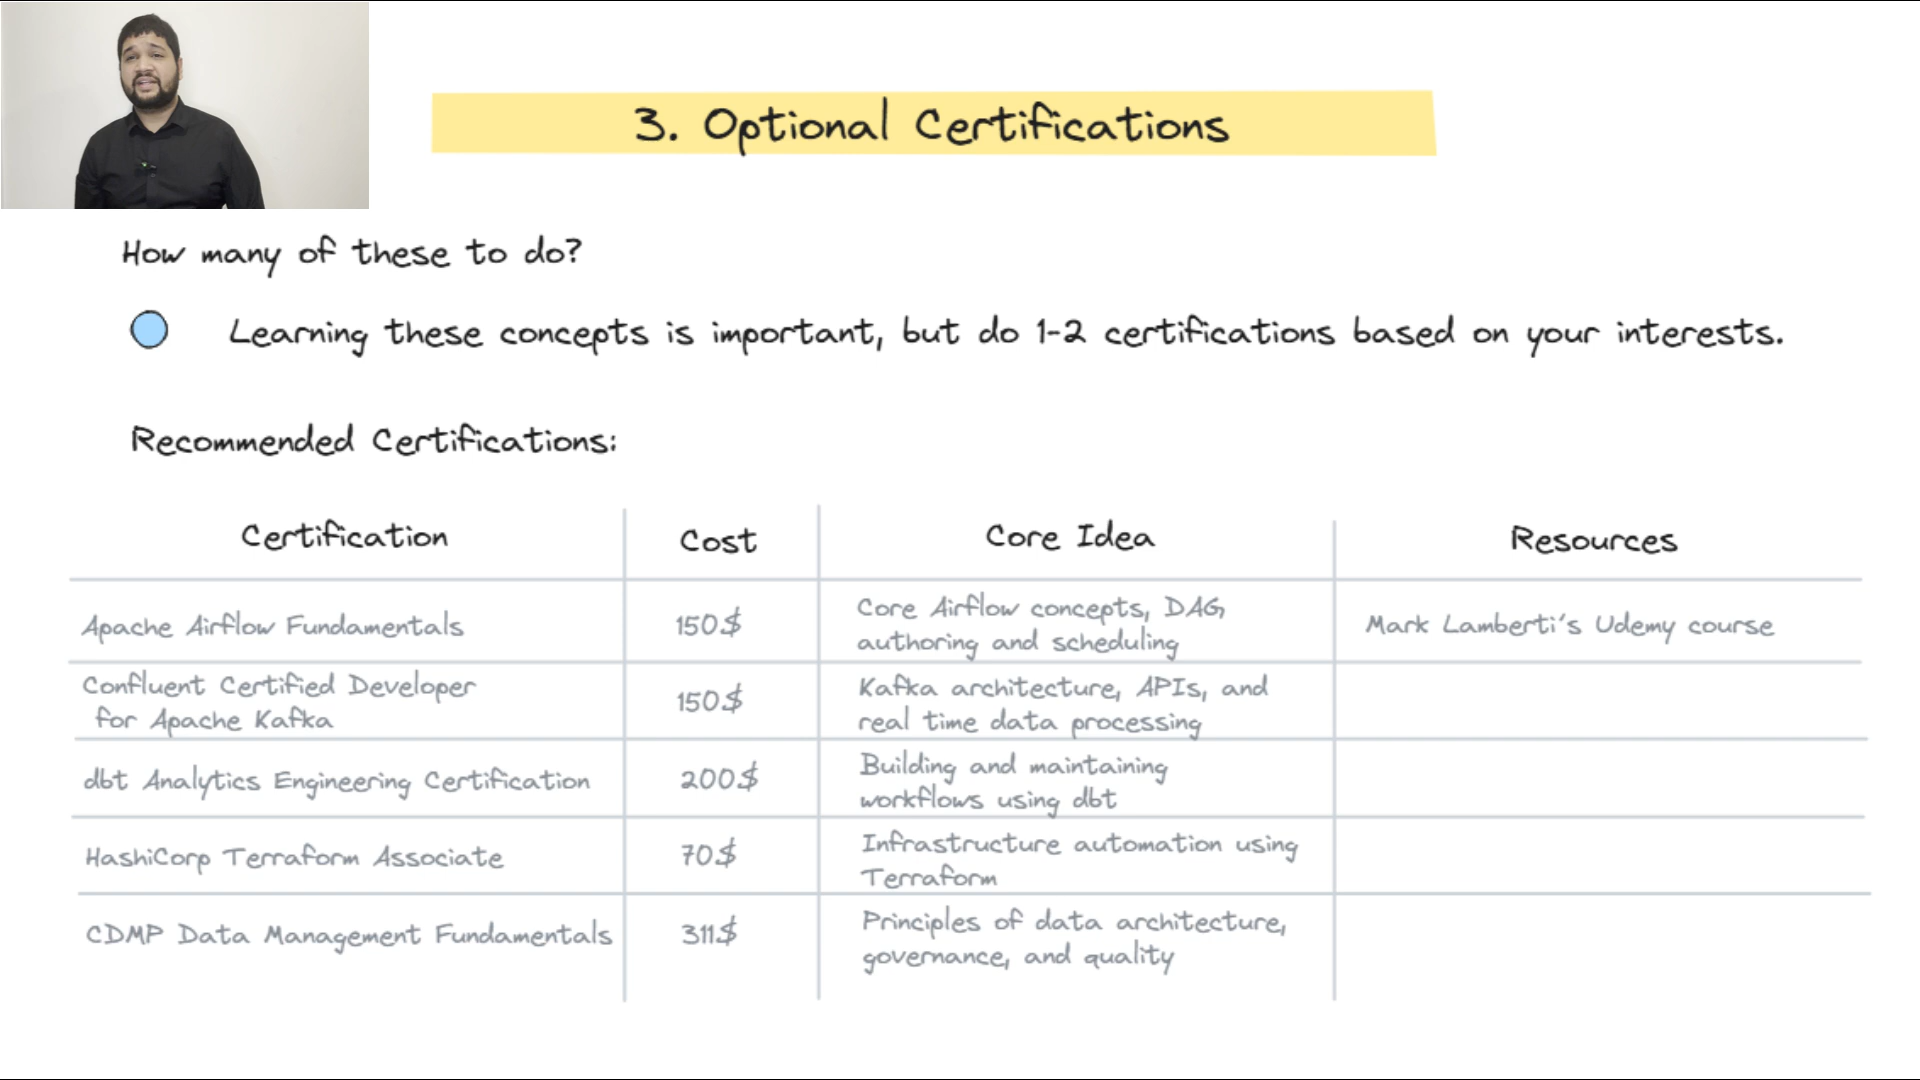 3. Optional Certifications
How many of these to do?
Learning these concepts is important, but do 1-2 certifications based on your interests.
Recommended Certifications:
Certification Cost Core Idea Resources
Apache Airflow Fundamentals 150$ Core Airflow concepts, DAG, authoring and scheduling Mark Lamberti's Udemy course
Confluent Certified Developer for Apache Kafka 150$ Kafka architecture, APIs, and real time data processing
dbt Analytics Engineering Certification 200$ Building and maintaining workflows using dbt
HashiCorp Terraform Associate 70$ Infrastructure automation using Terraform
CDMP Data Management Fundamentals 311$ Principles of data architecture, governance, and quality